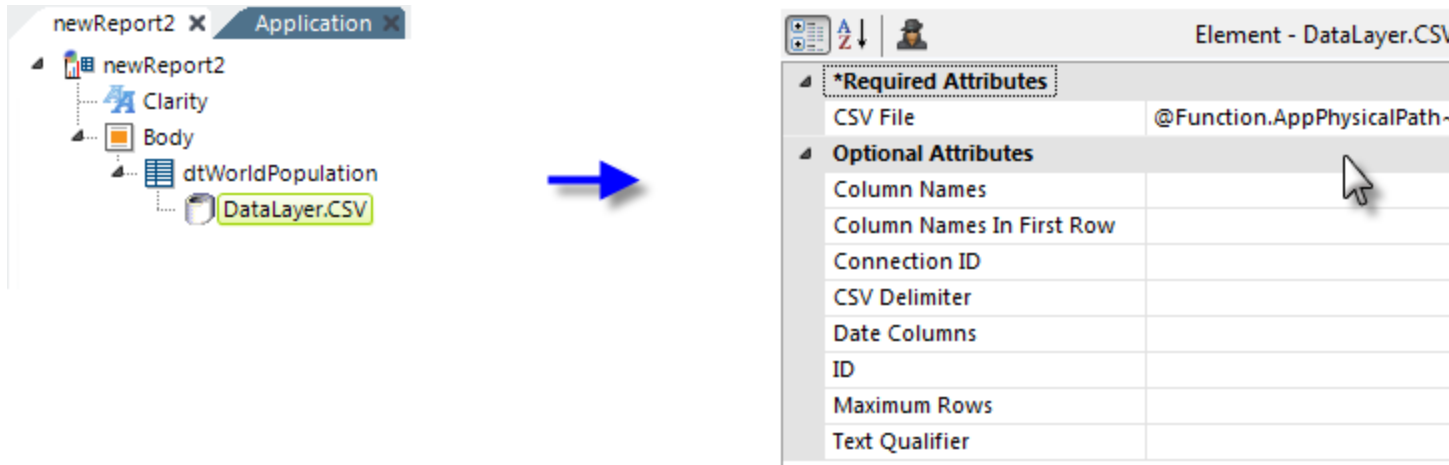 newReport2
Application
newReport2
Clarity
Body
dtWorldPopulation
DataLayer.CSV
Element - DataLayer.CSV
*Required Attributes
CSV File @Function.AppPhysicalPath~
Optional Attributes
Column Names
Column Names In First Row
Connection ID
CSV Delimiter
Date Columns
ID
Maximum Rows
Text Qualifier